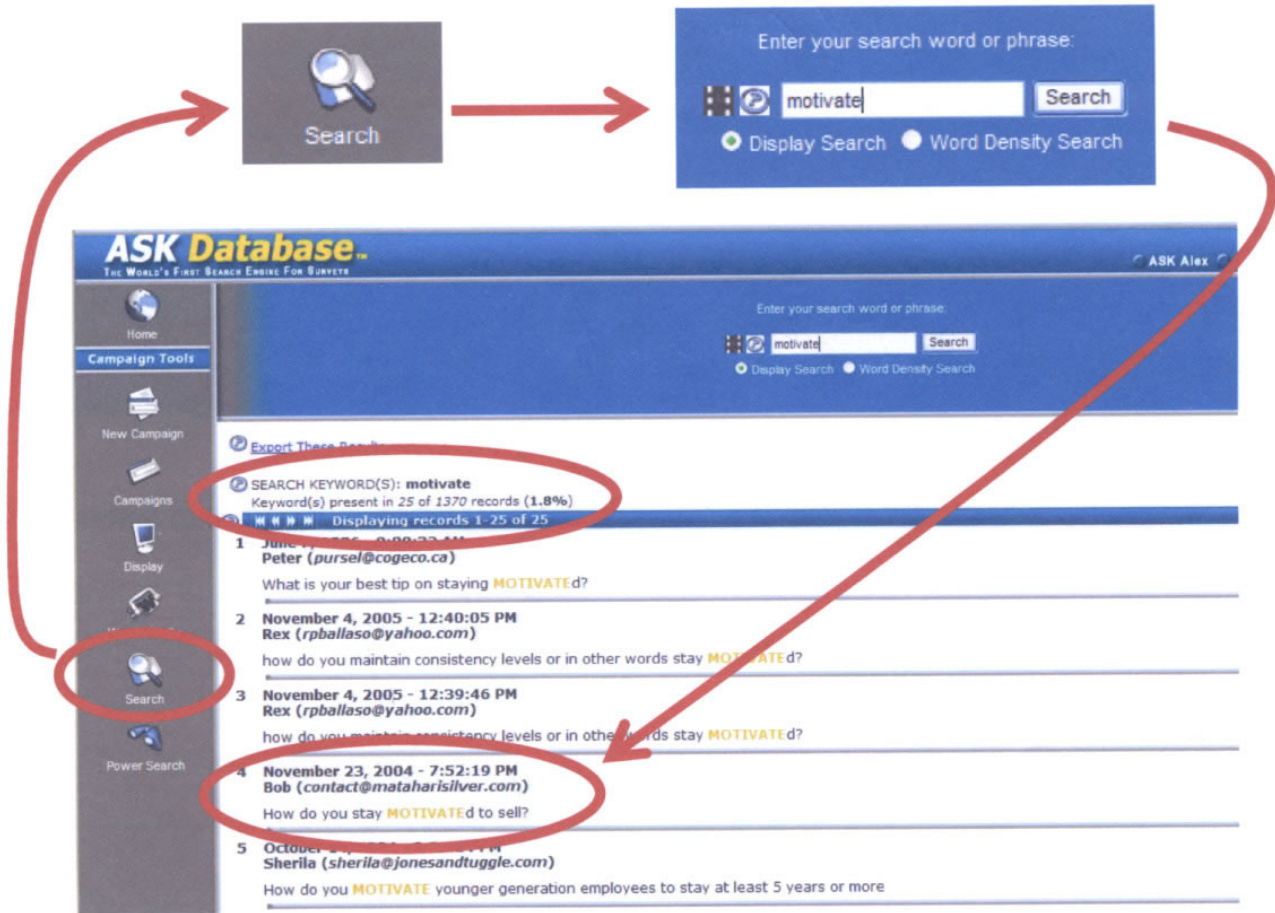 Search
Enter your search word or phrase:
motivate
Search
Display Search
Word Density Search
ASK Database™
THE WORLD'S FIRST SEARCH ENGINE FOR SURVEYS
ASK Alex
Home
Campaign Tools
New Campaign
Campaigns
Display
Search
Power Search
Enter your search word or phrase:
motivate
Search
Display Search
Word Density Search
Export These
SEARCH KEYWORD(S): motivate
Keyword(s) present in 25 of 1370 records (1.8%)
Displaying records 1-25 of 25
1
Peter (pursel@cogeco.ca)
What is your best tip on staying MOTIVATEd?
2 November 4, 2005 - 12:40:05 PM
Rex (rpballaso@yahoo.com)
how do you maintain consistency levels or in other words stay MOTIVATEd?
3 November 4, 2005 - 12:39:46 PM
Rex (rpballaso@yahoo.com)
how do you maintain consistency levels or in other words stay MOTIVATEd?
4 November 23, 2004 - 7:52:19 PM
Bob (contact@mataharisilver.com)
How do you stay MOTIVATEd to sell?
5 October
Sherila (sherila@jonesandtuggle.com)
How do you MOTIVATE younger generation employees to stay at least 5 years or more